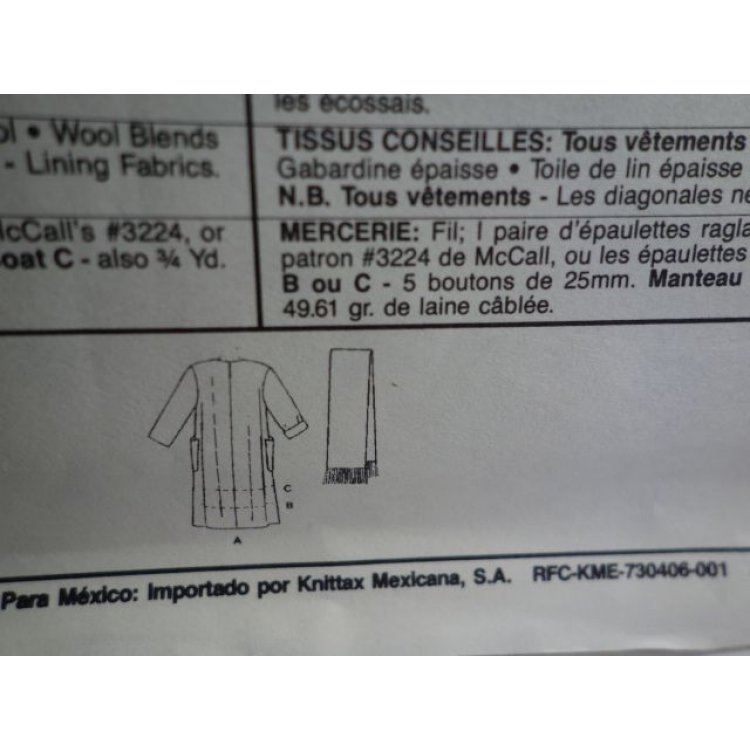 les écossais.
ol • Wool Blends
- Lining Fabrics.
TISSUS CONSEILLES: Tous vêtements
Gabardine épaisse • Toile de lin épaisse
N.B. Tous vêtements - Les diagonales ne
McCall's #3224, or
oat C - also ¾ Yd.
MERCERIE: Fil; I paire d'épaulettes ragla
patron #3224 de McCall, ou les épaulettes
B ou C - 5 boutons de 25mm. Manteau
49.61 gr. de laine câblée.
C
B
A
Para México: Importado por Knittax Mexicana, S.A. RFC-KME-730406-001